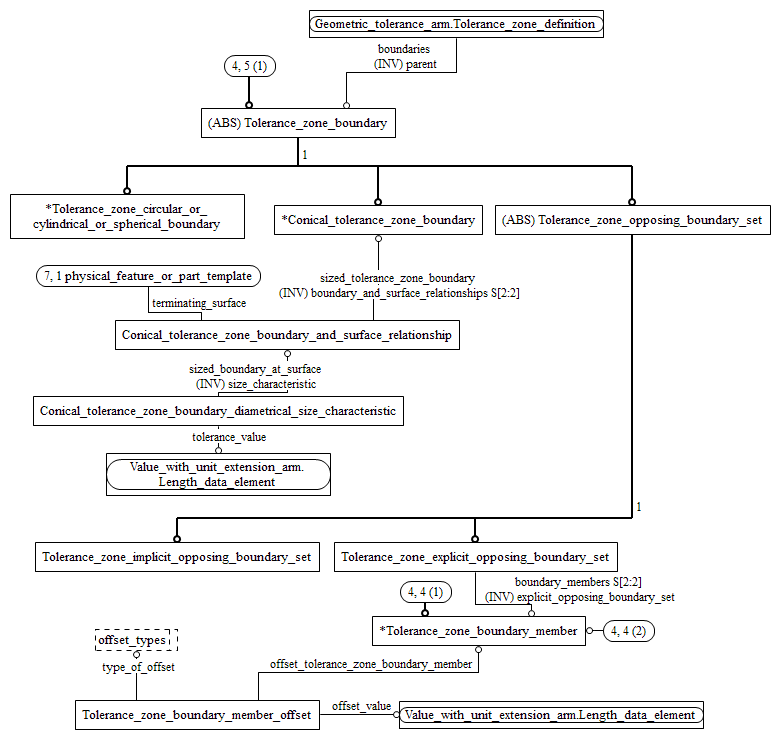 Geometric_tolerance_arm.Tolerance_zone_definition
boundaries
(INV) parent
4, 5 (1)
(ABS) Tolerance_zone_boundary
1
*Tolerance_zone_circular_or_
cylindrical_or_spherical_boundary
*Conical_tolerance_zone_boundary
(ABS) Tolerance_zone_opposing_boundary_set
7, 1 physical_feature_or_part_template
sized_tolerance_zone_boundary
(INV) boundary_and_surface_relationships S[2:2]
terminating_surface
Conical_tolerance_zone_boundary_and_surface_relationship
sized_boundary_at_surface
(INV) size_characteristic
Conical_tolerance_zone_boundary_diametrical_size_characteristic
tolerance_value
Value_with_unit_extension_arm.
Length_data_element
1
Tolerance_zone_implicit_opposing_boundary_set
Tolerance_zone_explicit_opposing_boundary_set
boundary_members S[2:2]
(INV) explicit_opposing_boundary_set
4, 4 (1)
*Tolerance_zone_boundary_member
4, 4 (2)
offset_types
type_of_offset
offset_tolerance_zone_boundary_member
Tolerance_zone_boundary_member_offset
offset_value
Value_with_unit_extension_arm.Length_data_element